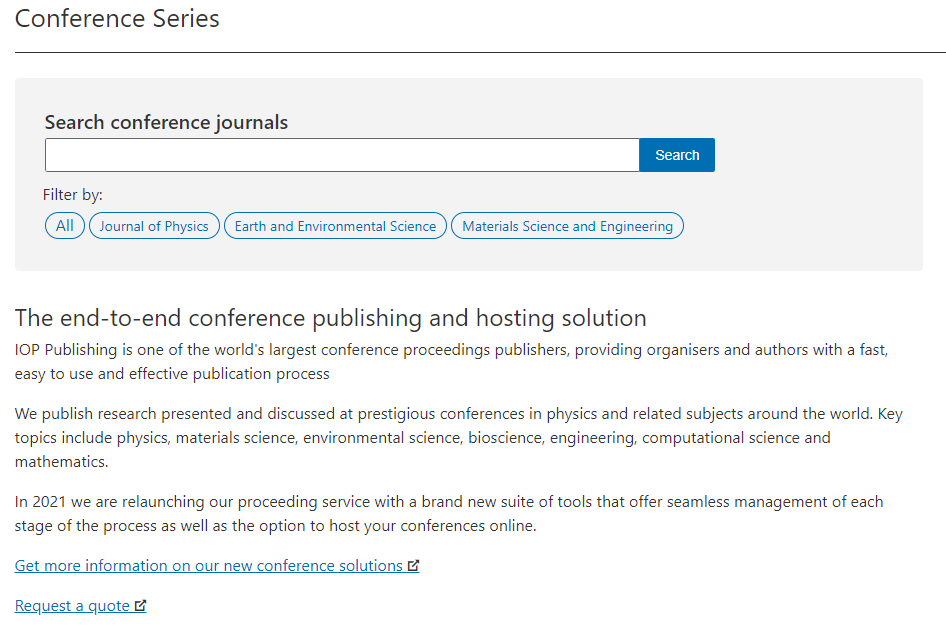 Conference Series
Search conference journals
Search
Filter by:
All Journal of Physics Earth and Environmental Science Materials Science and Engineering
The end-to-end conference publishing and hosting solution
IOP Publishing is one of the world's largest conference proceedings publishers, providing organisers and authors with a fast,
easy to use and effective publication process
We publish research presented and discussed at prestigious conferences in physics and related subjects around the world. Key
topics include physics, materials science, environmental science, bioscience, engineering, computational science and
mathematics.
In 2021 we are relaunching our proceeding service with a brand new suite of tools that offer seamless management of each
stage of the process as well as the option to host your conferences online.
Get more information on our new conference solutions
Request a quote